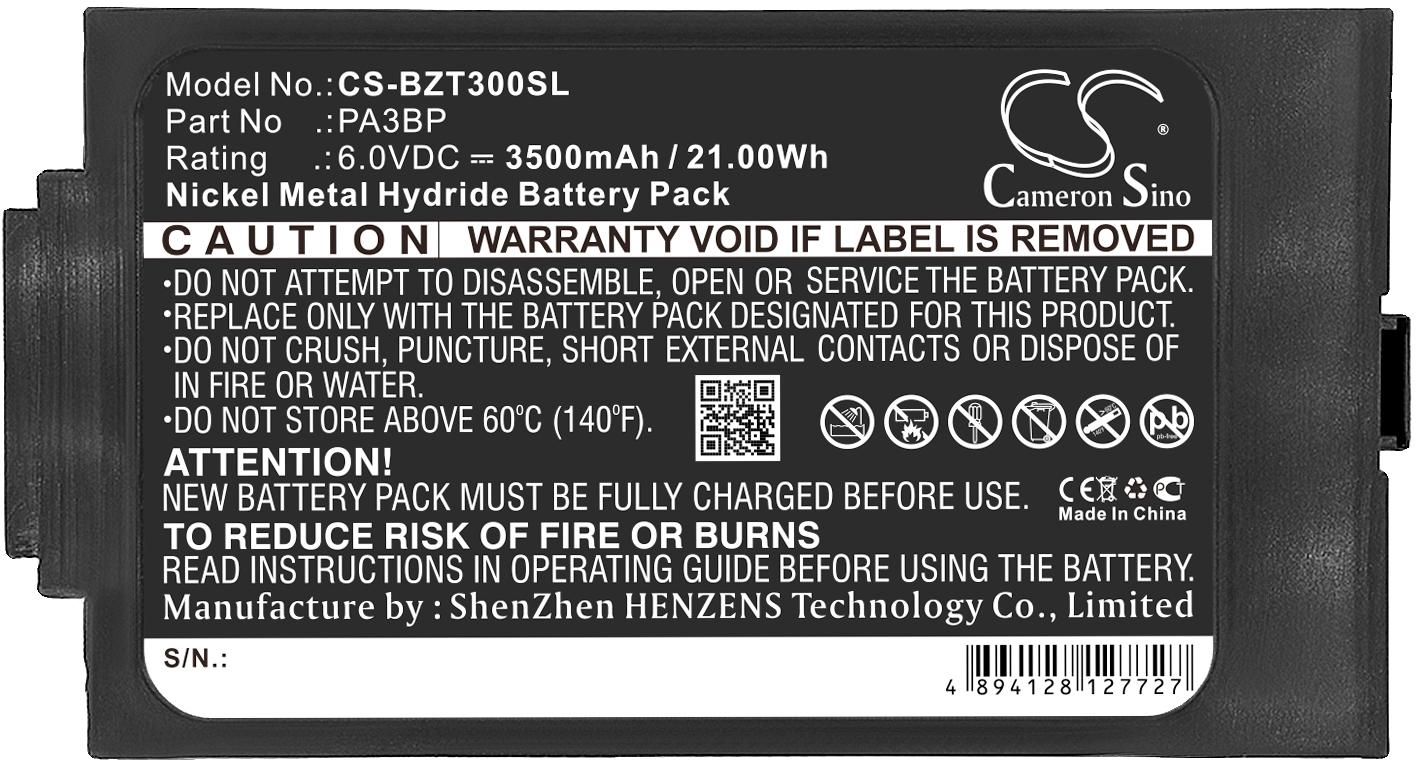 Model No.:CS-BZT300SL
Part No .:PA3BP
Rating .:6.0VDC ⎓ 3500mAh / 21.00Wh
Nickel Metal Hydride Battery Pack
Cameron Sino
®
CAUTION WARRANTY VOID IF LABEL IS REMOVED
•DO NOT ATTEMPT TO DISASSEMBLE, OPEN OR SERVICE THE BATTERY PACK.
•REPLACE ONLY WITH THE BATTERY PACK DESIGNATED FOR THIS PRODUCT.
•DO NOT CRUSH, PUNCTURE, SHORT EXTERNAL CONTACTS OR DISPOSE OF
IN FIRE OR WATER.
•DO NOT STORE ABOVE 60°C (140°F).
pb
pb-free
ATTENTION!
NEW BATTERY PACK MUST BE FULLY CHARGED BEFORE USE.
CE PCT
Made In China
TO REDUCE RISK OF FIRE OR BURNS
READ INSTRUCTIONS IN OPERATING GUIDE BEFORE USING THE BATTERY.
Manufacture by : ShenZhen HENZENS Technology Co., Limited
S/N.:
4 894128 127727